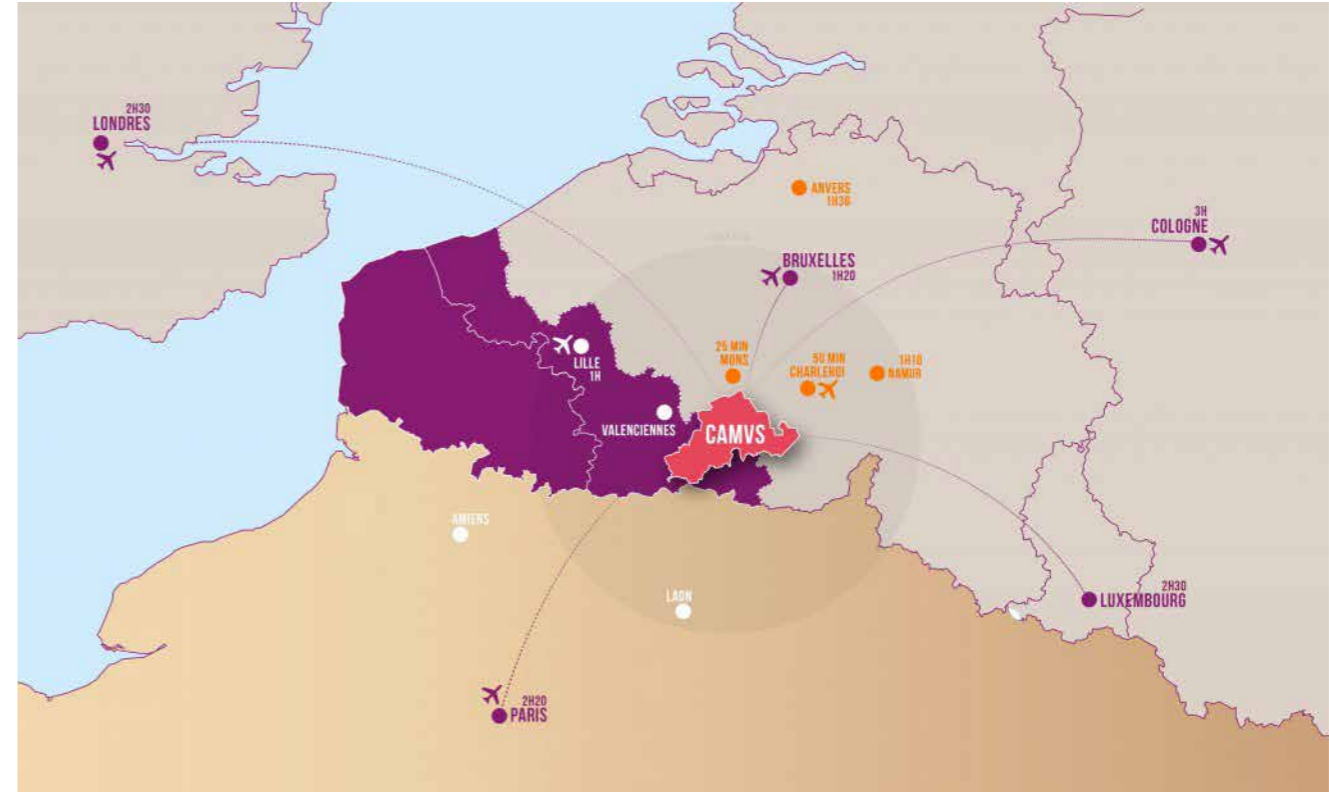 2H30
LONDRES
ANVERS
1H30
3H
COLOGNE
BRUXELLES
1H20
LILLE
1H
25 MIN
MONS
50 MIN
CHARLEROI
1H10
NAMUR
VALENCIENNES
CAMVS
AMIENS
LAON
2H30
LUXEMBOURG
2H20
PARIS